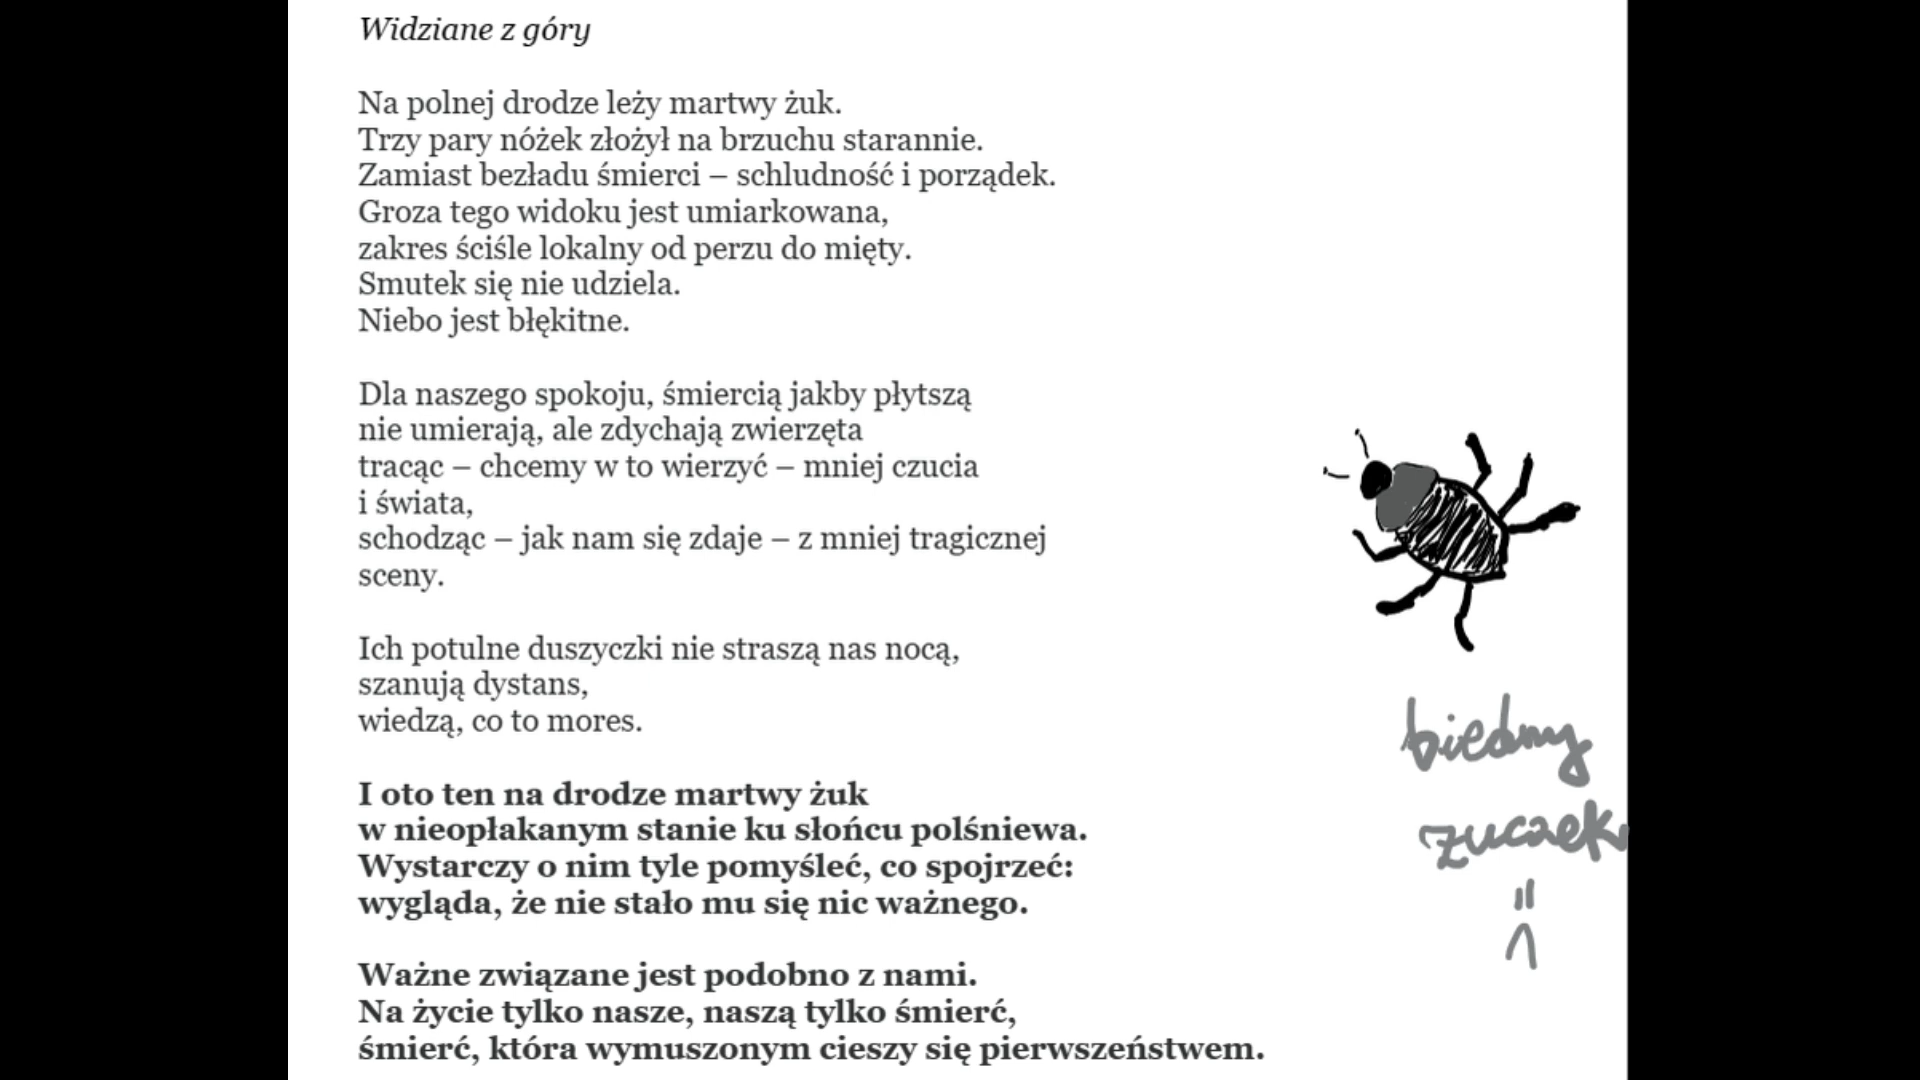 Widziane z góry
Na polnej drodze leży martwy żuk.
Trzy pary nóżek złożył na brzuchu starannie.
Zamiast bezładu śmierci – schludność i porządek.
Groza tego widoku jest umiarkowana,
zakres ściśle lokalny od perzu do mięty.
Smutek się nie udziela.
Niebo jest błękitne.
Dla naszego spokoju, śmiercią jakby płytszą
nie umierają, ale zdychają zwierzęta
tracąc – chcemy w to wierzyć – mniej czucia
i świata,
schodząc – jak nam się zdaje – z mniej tragicznej
sceny.
Ich potulne duszyczki nie straszą nas nocą,
szanują dystans,
wiedzą, co to mores.
I oto ten na drodze martwy żuk
w nieopłakanym stanie ku słońcu polśniewa.
Wystarczy o nim tyle pomyśleć, co spojrzeć:
wygląda, że nie stało mu się nic ważnego.
Ważne związane jest podobno z nami.
Na życie tylko nasze, naszą tylko śmierć,
śmierć, która wymuszonym cieszy się pierwszeństwem.
biedny
zuczek